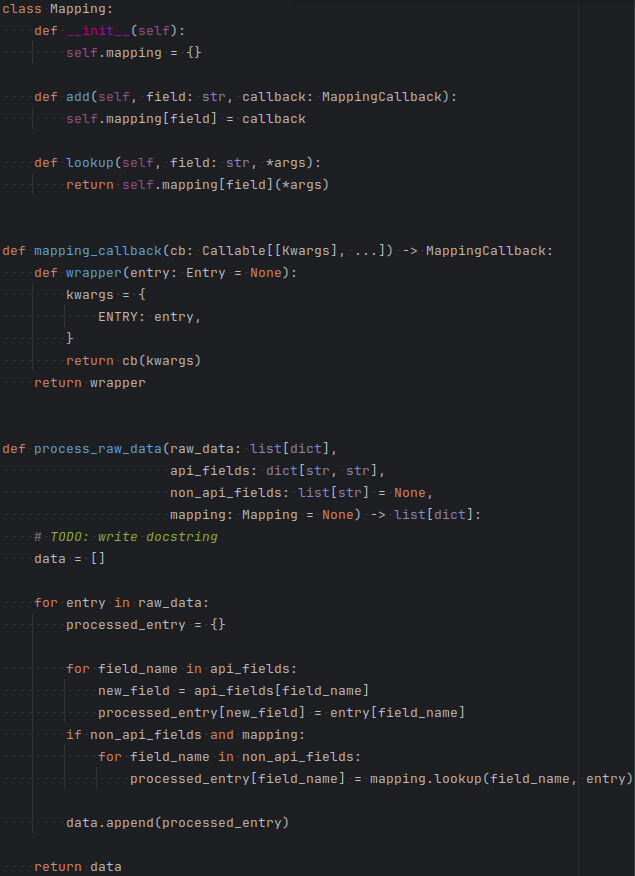 class Mapping:
    def __init__(self):
        self.mapping = {}

    def add(self, field: str, callback: MappingCallback):
        self.mapping[field] = callback

    def lookup(self, field: str, *args):
        return self.mapping[field](*args)


def mapping_callback(cb: Callable[[Kwargs], ...]) -> MappingCallback:
    def wrapper(entry: Entry = None):
        kwargs = {
            ENTRY: entry,
        }
        return cb(kwargs)
    return wrapper


def process_raw_data(raw_data: list[dict],
                     api_fields: dict[str, str],
                     non_api_fields: list[str] = None,
                     mapping: Mapping = None) -> list[dict]:
    # TODO: write docstring
    data = []

    for entry in raw_data:
        processed_entry = {}

        for field_name in api_fields:
            new_field = api_fields[field_name]
            processed_entry[new_field] = entry[field_name]
        if non_api_fields and mapping:
            for field_name in non_api_fields:
                processed_entry[field_name] = mapping.lookup(field_name, entry)

        data.append(processed_entry)

    return data